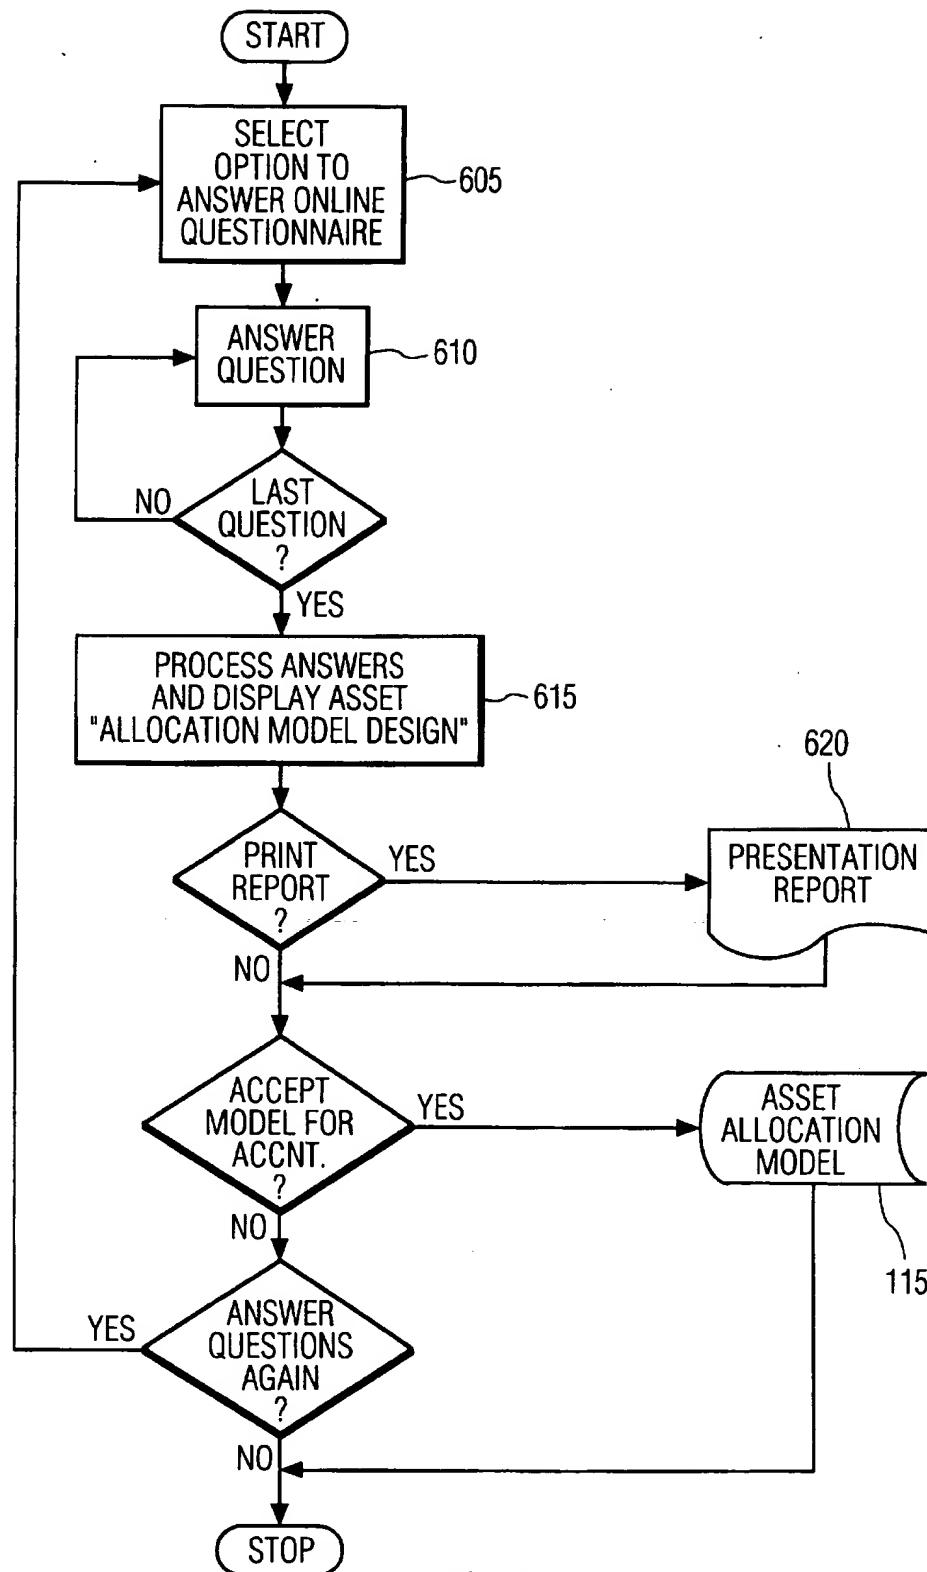 START
SELECT
OPTION TO
ANSWER ONLINE
QUESTIONNAIRE
605
ANSWER
QUESTION
610
LAST
QUESTION
?
NO
YES
PROCESS ANSWERS
AND DISPLAY ASSET
"ALLOCATION MODEL DESIGN"
615
620
PRINT
REPORT
?
YES
PRESENTATION
REPORT
NO
ACCEPT
MODEL FOR
ACCNT.
?
YES
ASSET
ALLOCATION
MODEL
NO
115
ANSWER
QUESTIONS
AGAIN
?
YES
NO
STOP